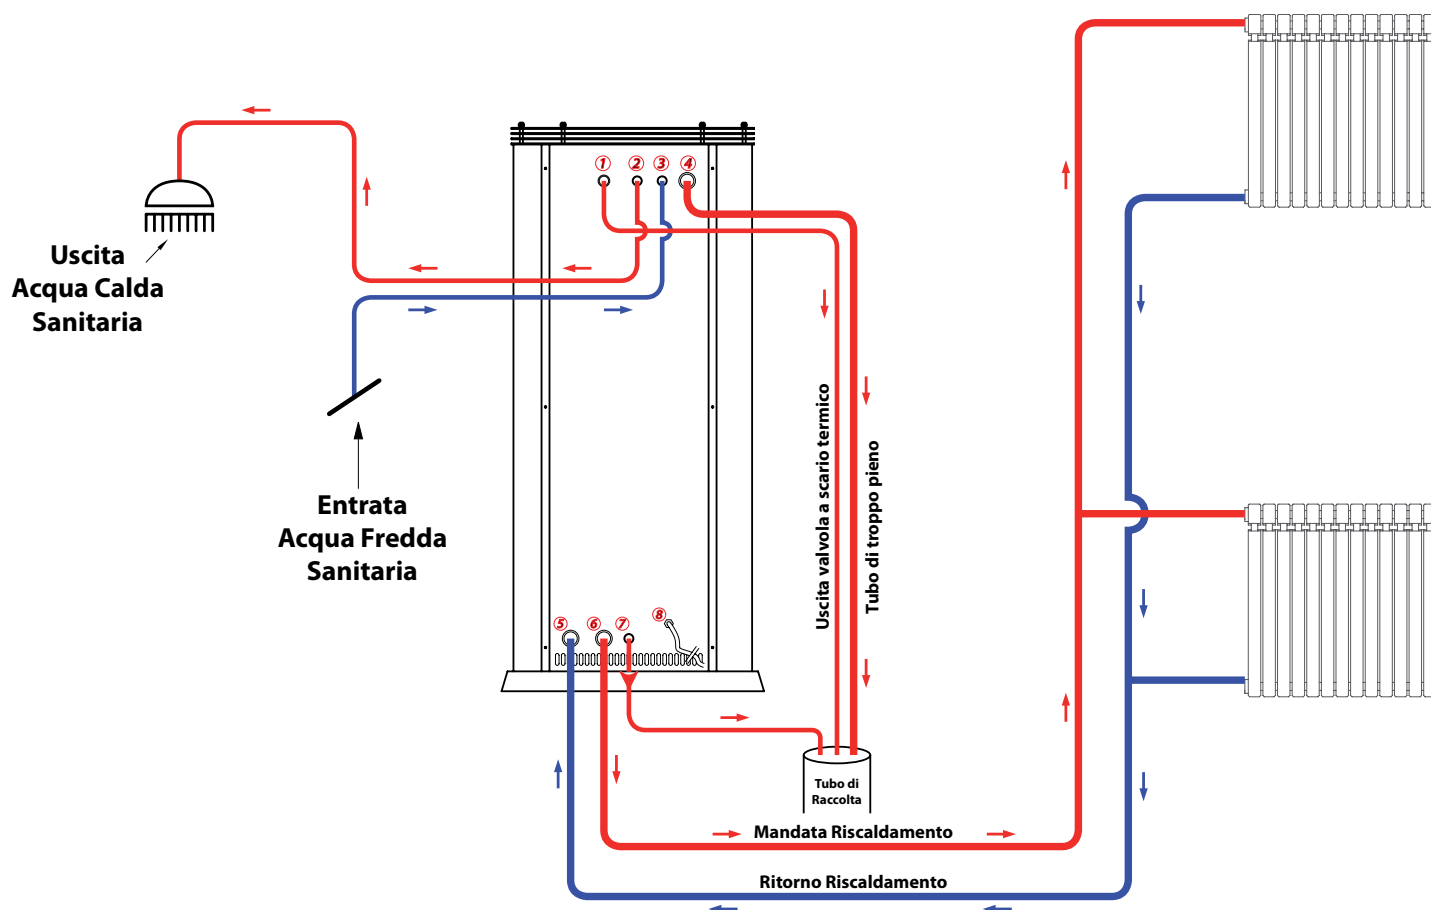 1
2
3
4
Uscita
Acqua Calda
Sanitaria
Entrata
Acqua Fredda
Sanitaria
Uscita valvola a scario termico
Tubo di troppo pieno
5
6
7
8
Tubo di
Raccolta
Mandata Riscaldamento
Ritorno Riscaldamento